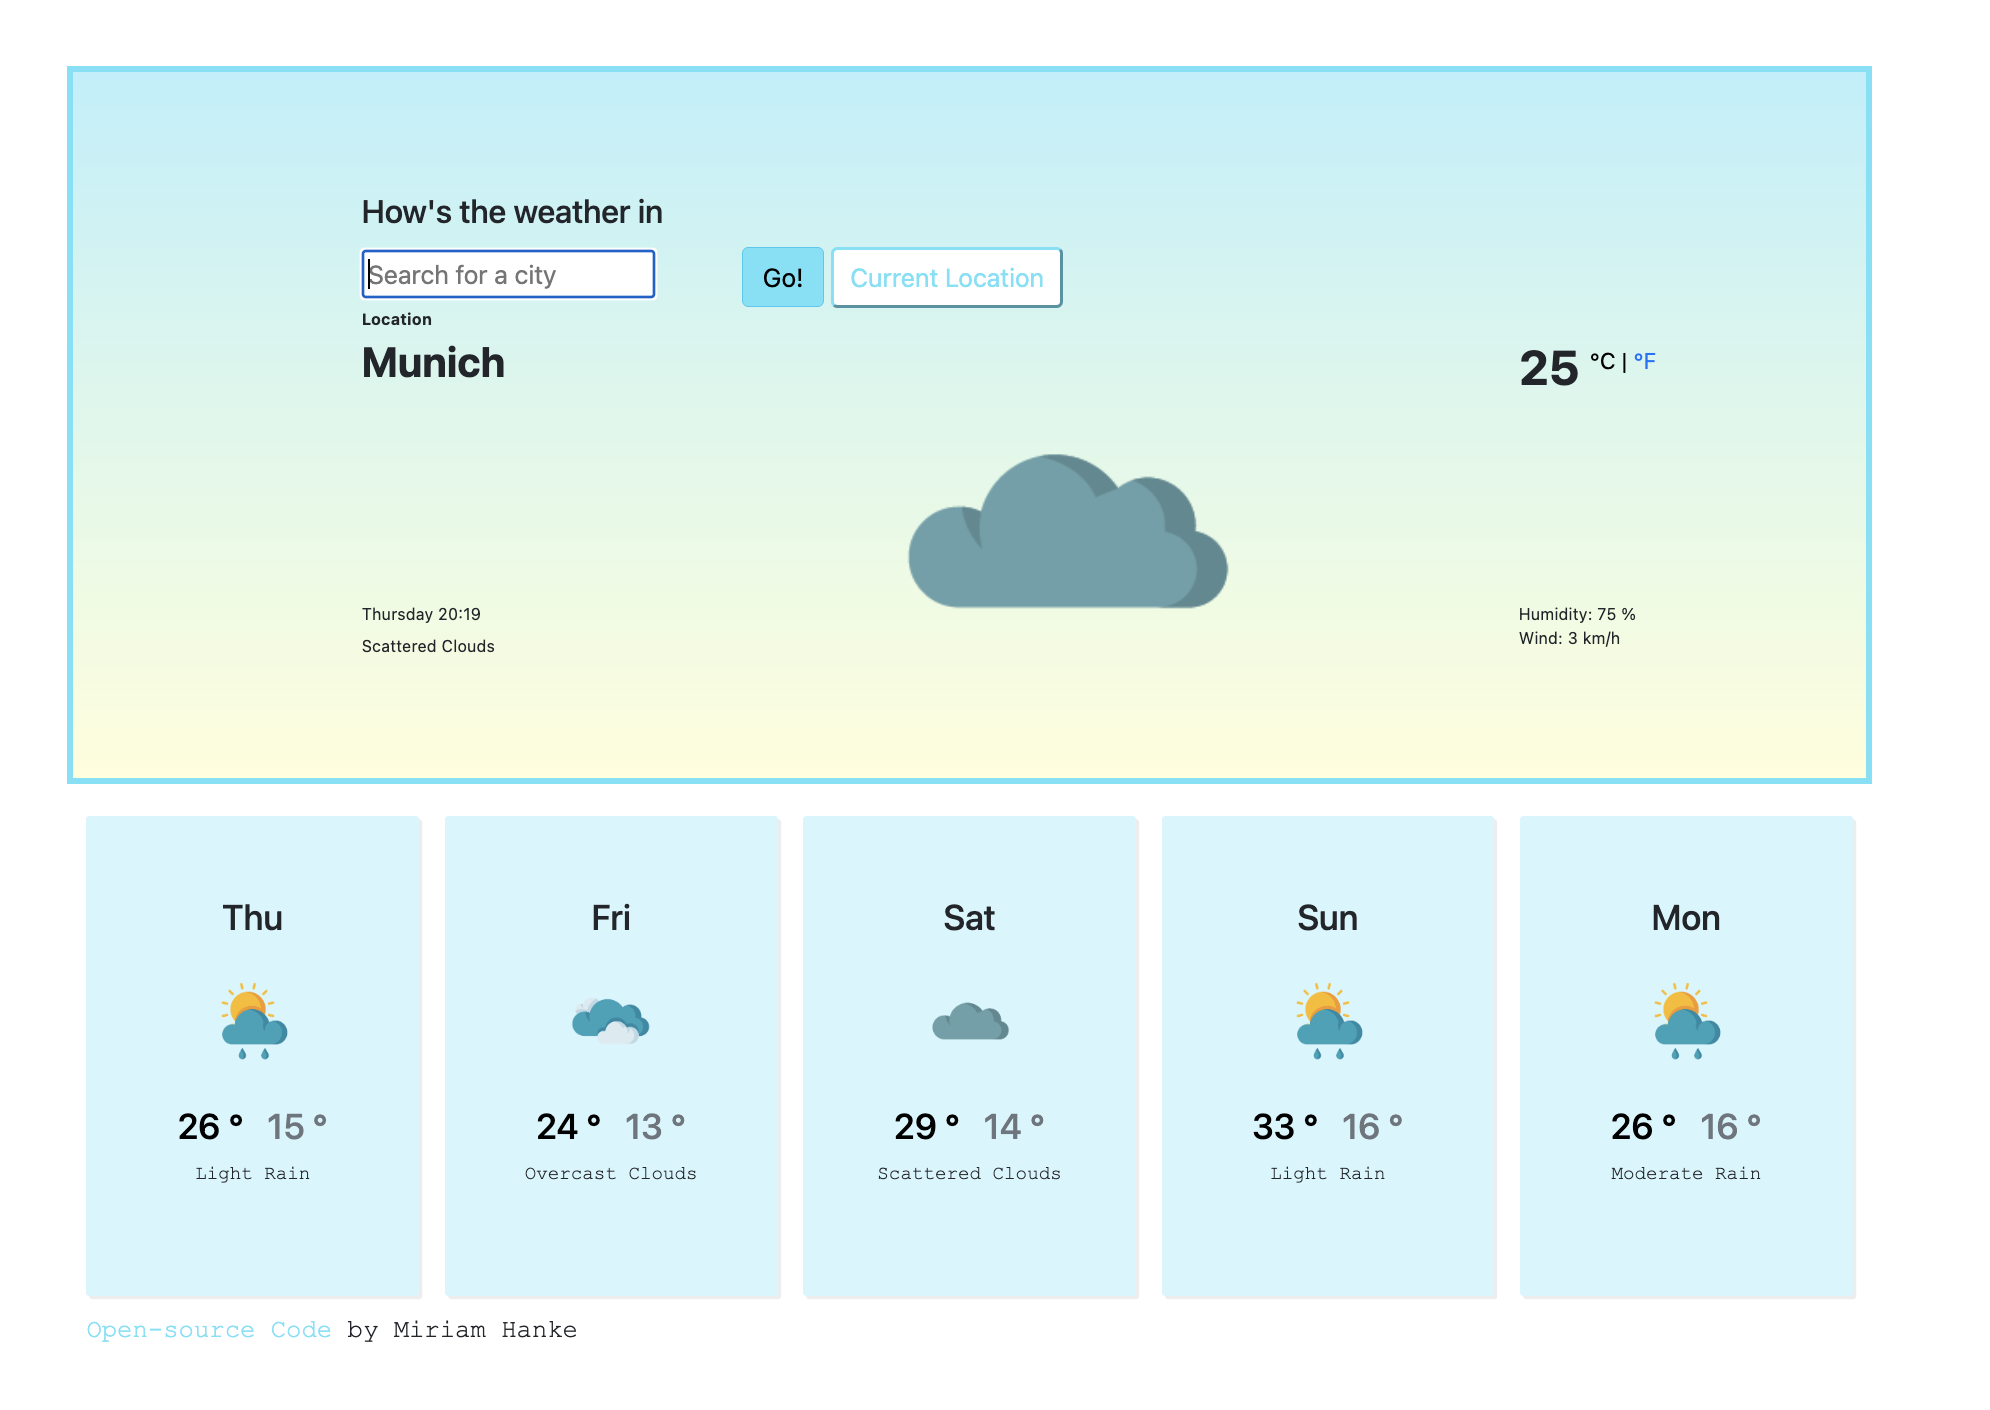 How's the weather in
Search for a city
Go!
Current Location
Location
Munich
25 °C | °F
Thursday 20:19
Scattered Clouds
Humidity: 75 %
Wind: 3 km/h
Thu
26 ° 15 °
Light Rain
Fri
24 ° 13 °
Overcast Clouds
Sat
29 ° 14 °
Scattered Clouds
Sun
33 ° 16 °
Light Rain
Mon
26 ° 16 °
Moderate Rain
Open-source Code by Miriam Hanke